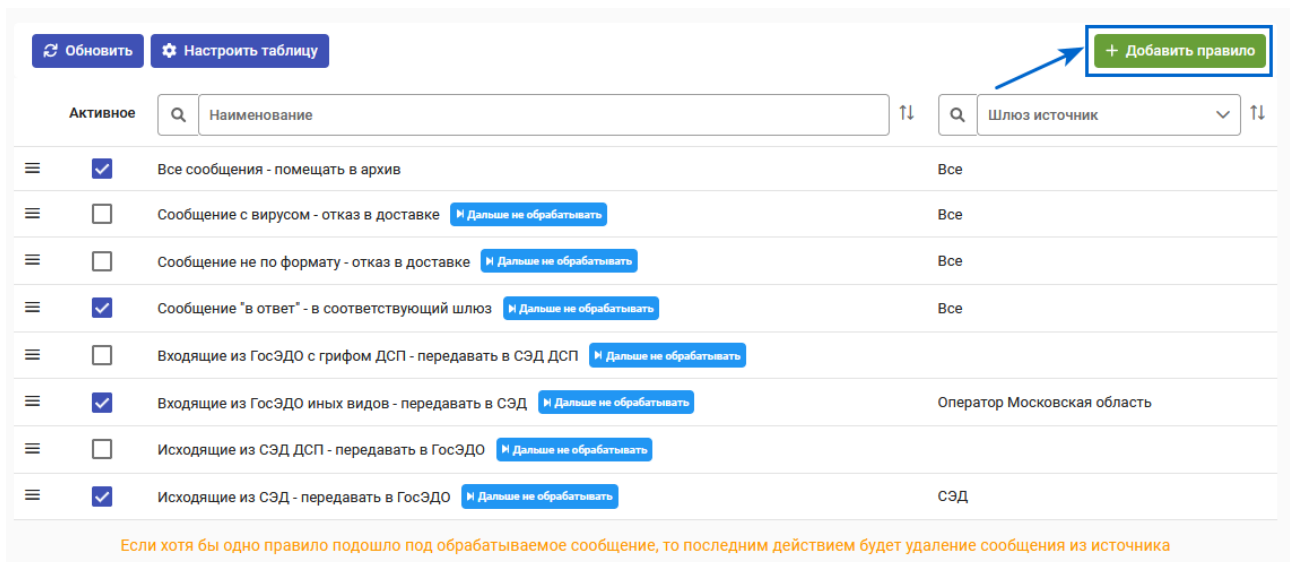 Обновить Настроить таблицу + Добавить правило
Активное Наименование Шлюз источник
Все сообщения - помещать в архив Все
Сообщение с вирусом - отказ в доставке Дальше не обрабатывать Все
Сообщение не по формату - отказ в доставке Дальше не обрабатывать Все
Сообщение "в ответ" - в соответствующий шлюз Дальше не обрабатывать Все
Входящие из ГосЭДО с грифом ДСП - передавать в СЭД ДСП Дальше не обрабатывать
Входящие из ГосЭДО иных видов - передавать в СЭД Дальше не обрабатывать Оператор Московская область
Исходящие из СЭД ДСП - передавать в ГосЭДО Дальше не обрабатывать
Исходящие из СЭД - передавать в ГосЭДО Дальше не обрабатывать СЭД
Если хотя бы одно правило подошло под обрабатываемое сообщение, то последним действием будет удаление сообщения из источника